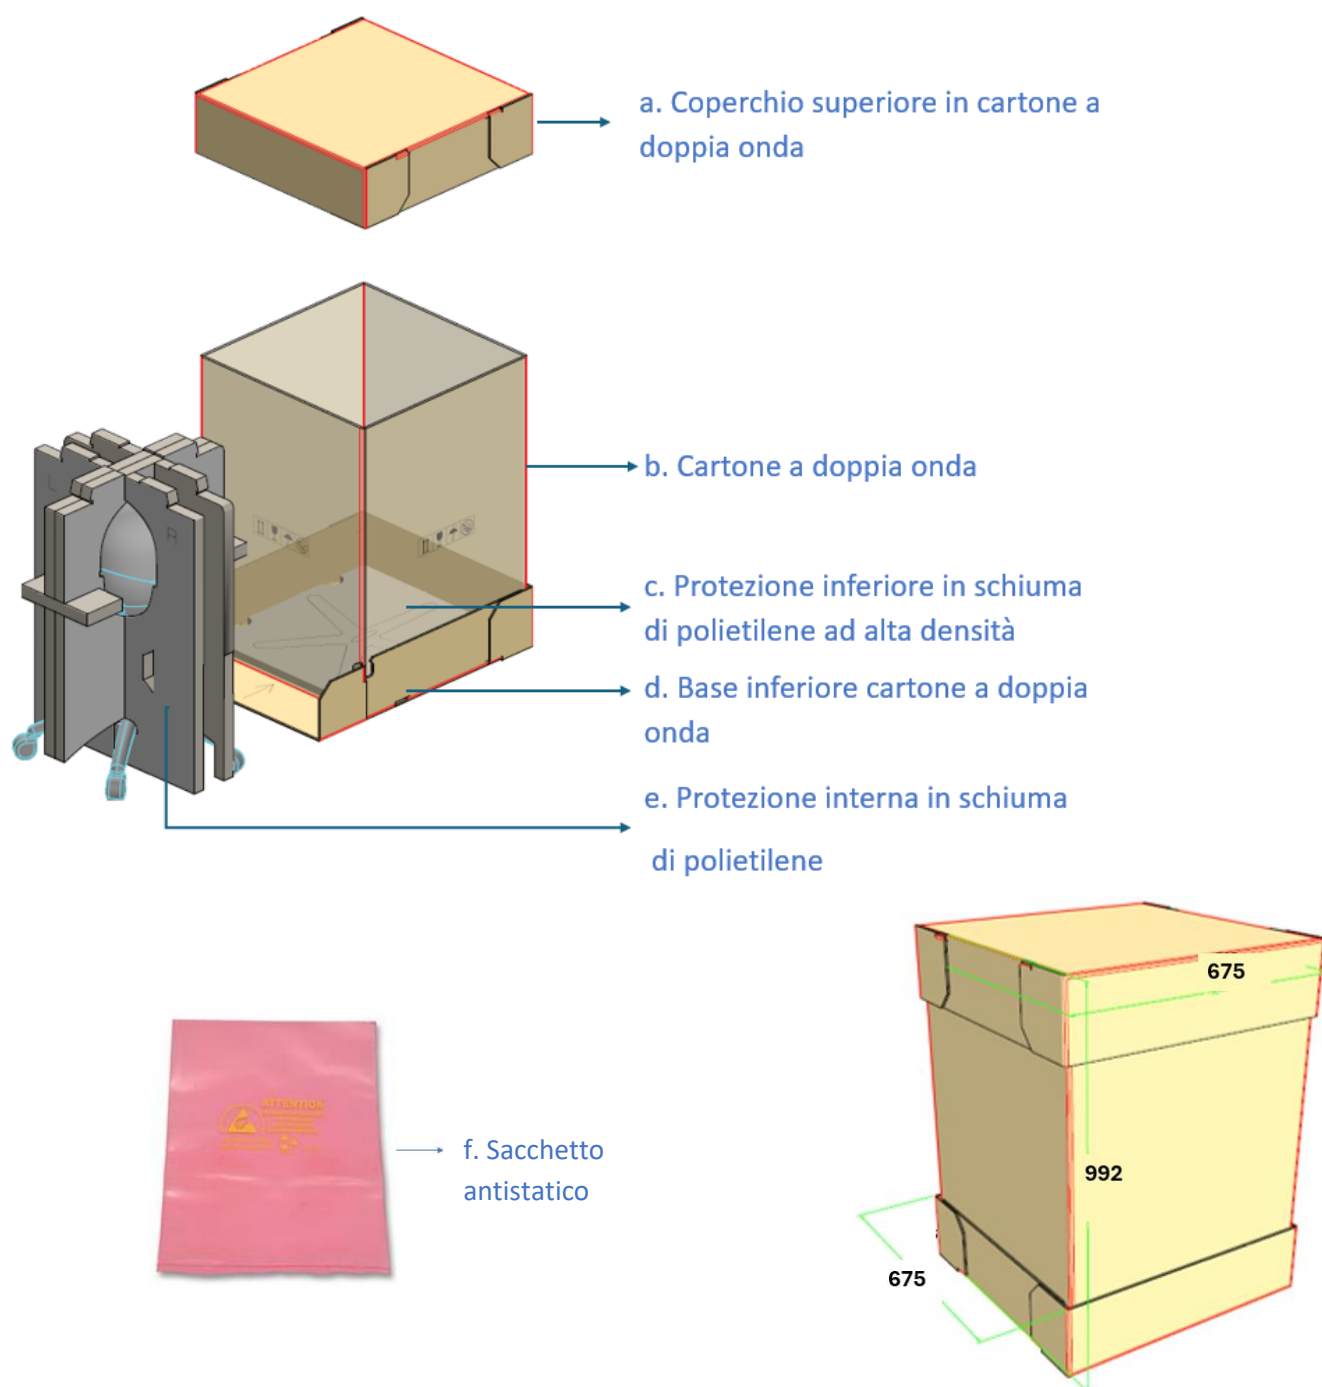 a. Coperchio superiore in cartone a
doppia onda
b. Cartone a doppia onda
L
R
c. Protezione inferiore in schiuma
di polietilene ad alta densità
d. Base inferiore cartone a doppia
onda
e. Protezione interna in schiuma
di polietilene
675
992
675
ATTENTION
f. Sacchetto
antistatico